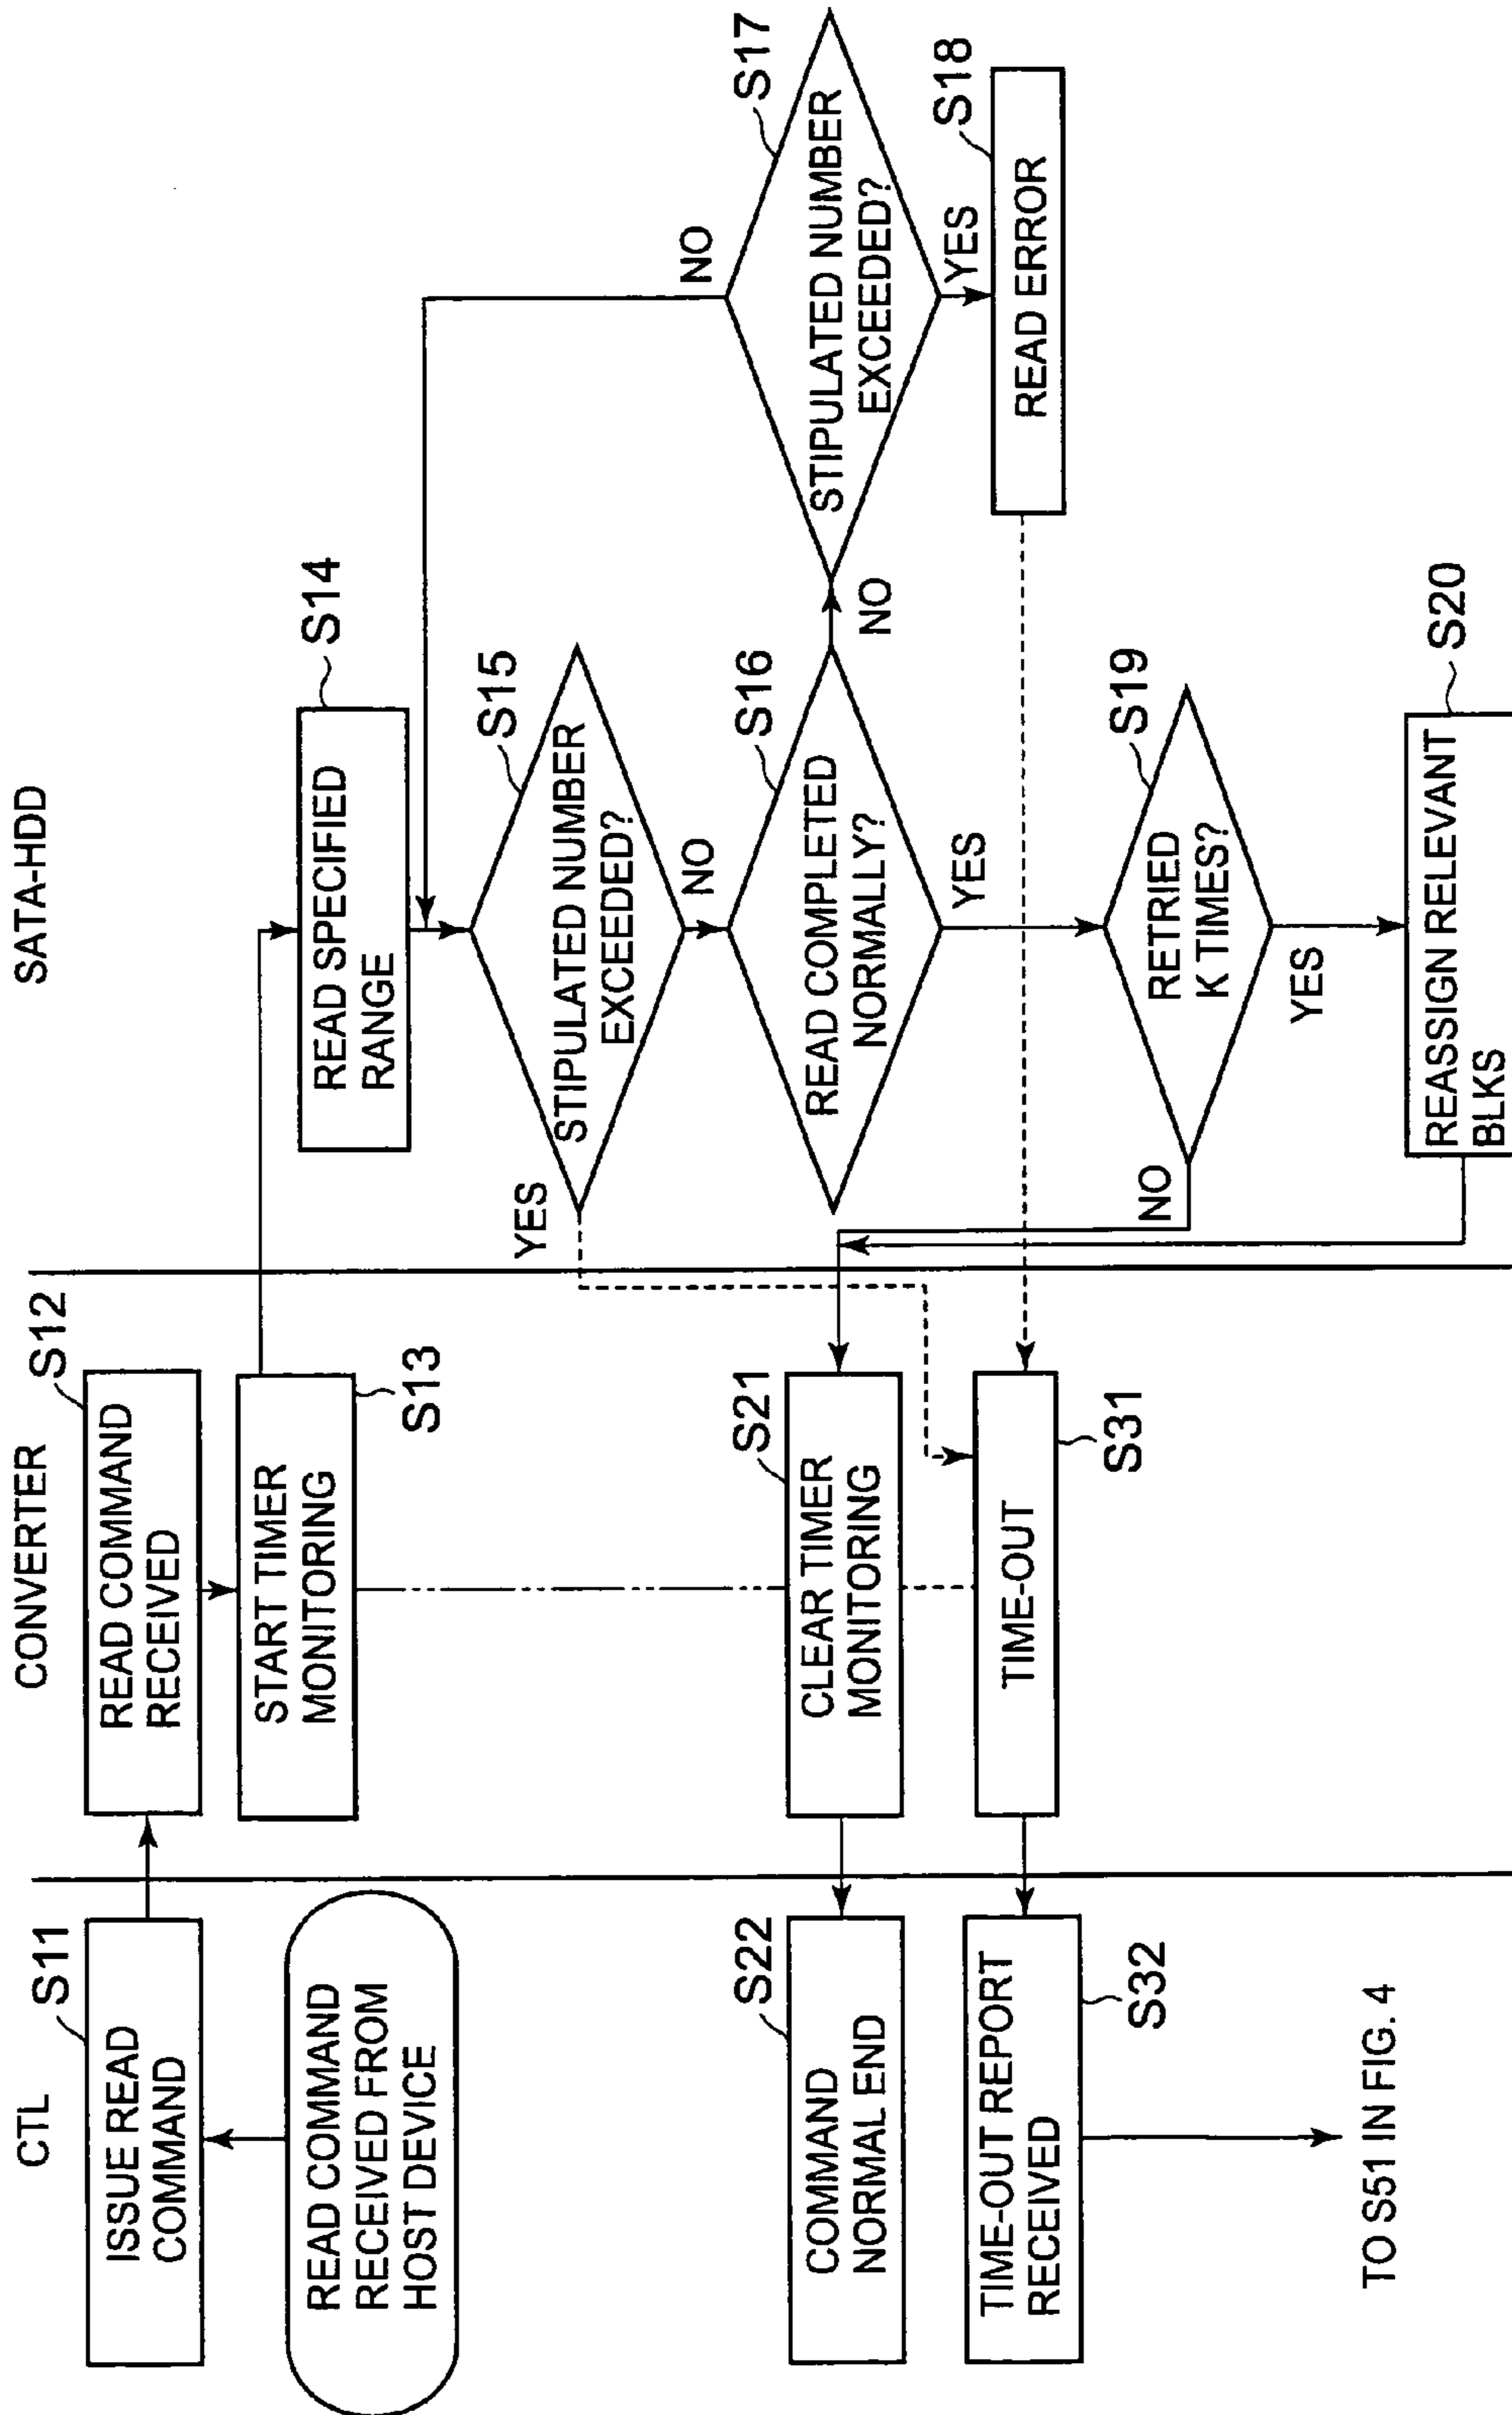 CTL
ISSUE READ
COMMAND
S11
READ COMMAND
RECEIVED FROM
HOST DEVICE
COMMAND
NORMAL END
S22
TIME-OUT REPORT
RECEIVED
S32
TO S51 IN FIG. 4
CONVERTER
READ COMMAND
RECEIVED
S12
START TIMER
MONITORING
S13
CLEAR TIMER
MONITORING
S21
TIME-OUT
S31
SATA-HDD
READ SPECIFIED
RANGE
S14
STIPULATED NUMBER
EXCEEDED?
S15
YES
NO
READ COMPLETED
NORMALLY?
S16
NO
YES
STIPULATED NUMBER
EXCEEDED?
S17
NO
YES
READ ERROR
S18
RETRIED
K TIMES?
S19
NO
YES
REASSIGN RELEVANT
BLKS
S20